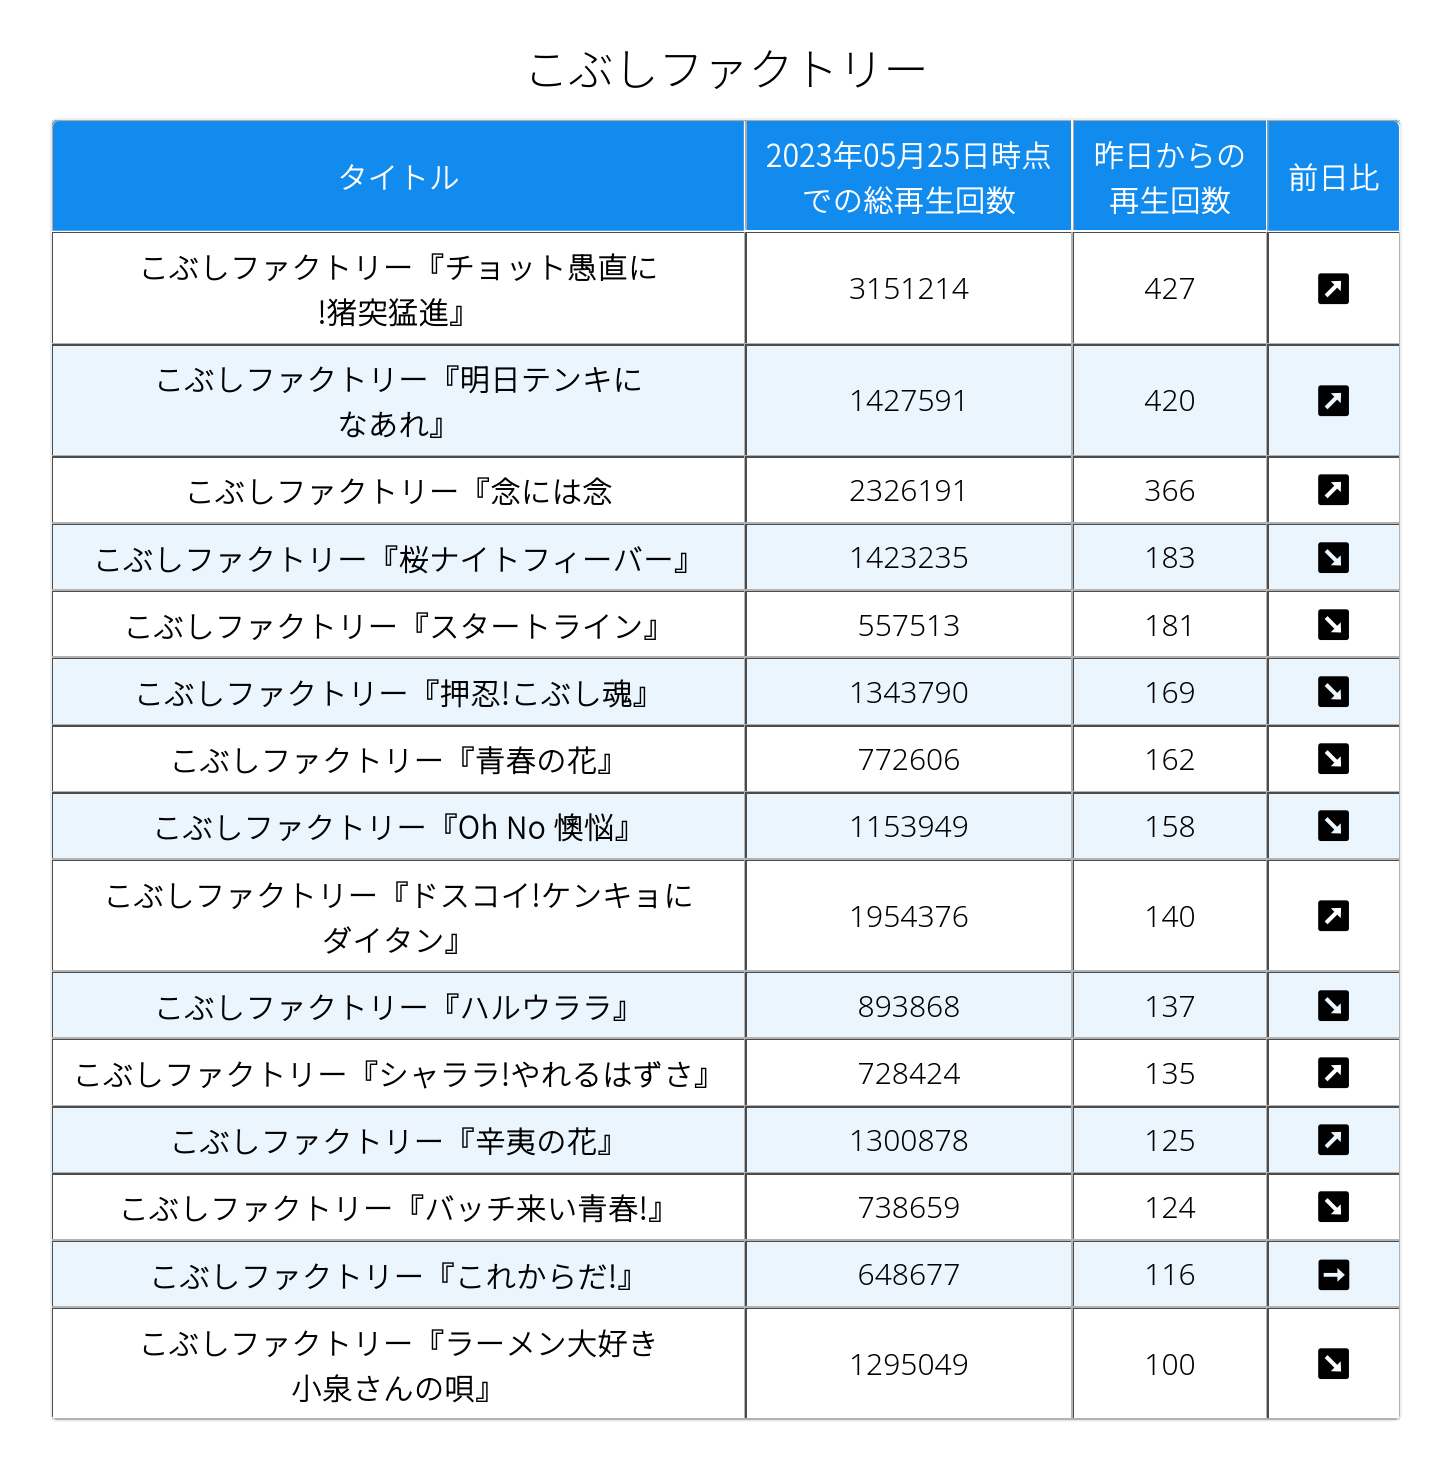 こぶしファクトリー
タイトル
2023年05月25日時点
での総再生回数
昨日からの
再生回数
前日比
こぶしファクトリー『チョット愚直に
!猪突猛進』
3151214
427
↗
こぶしファクトリー『明日テンキに
なあれ』
1427591
420
↗
こぶしファクトリー『念には念
2326191
366
↗
こぶしファクトリー『桜ナイトフィーバー』
1423235
183
↘
こぶしファクトリー『スタートライン』
557513
181
↘
こぶしファクトリー『押忍!こぶし魂』
1343790
169
↘
こぶしファクトリー『青春の花』
772606
162
↘
こぶしファクトリー『Oh No 懊悩』
1153949
158
↘
こぶしファクトリー『ドスコイ!ケンキョに
ダイタン』
1954376
140
↗
こぶしファクトリー『ハルウララ』
893868
137
↘
こぶしファクトリー『シャララ!やれるはずさ』
728424
135
↗
こぶしファクトリー『辛夷の花』
1300878
125
↗
こぶしファクトリー『バッチ来い青春!』
738659
124
↘
こぶしファクトリー『これからだ!』
648677
116
→
こぶしファクトリー『ラーメン大好き
小泉さんの唄』
1295049
100
↘